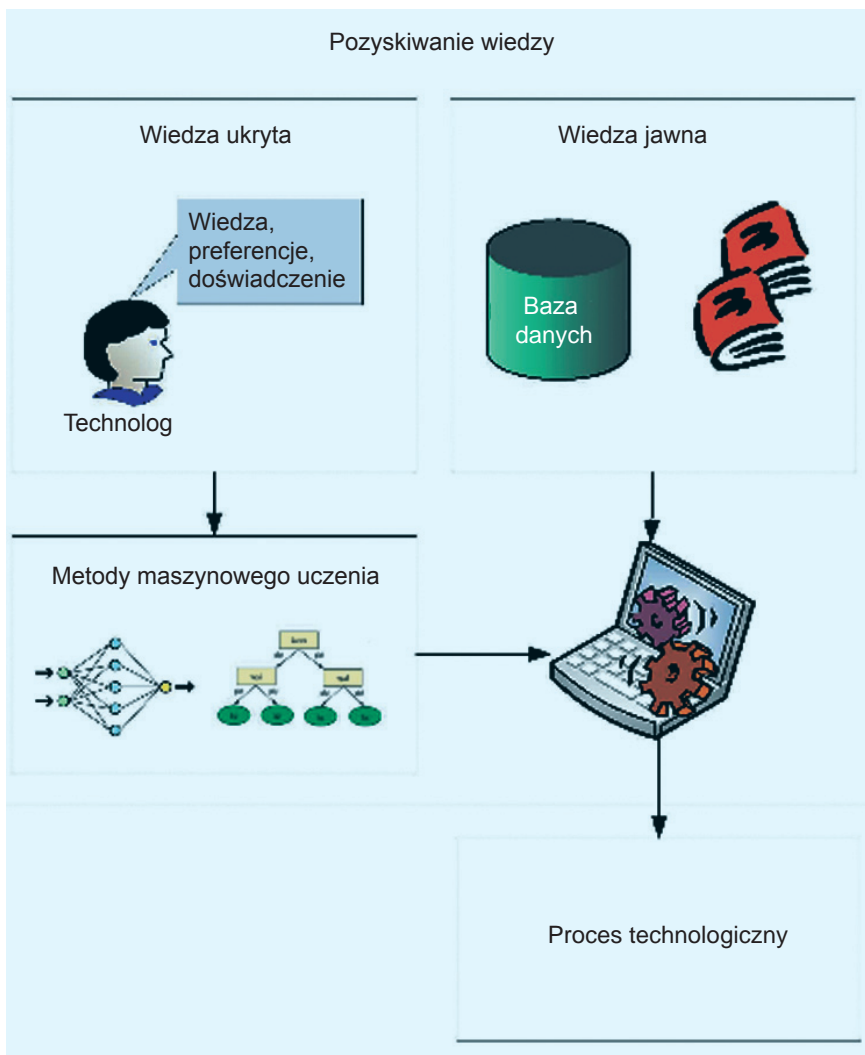 Pozyskiwanie wiedzy
Wiedza ukryta
Wiedza,
preferencje,
doświadczenie
Technolog
Wiedza jawna
Baza
danych
Metody maszynowego uczenia
Proces technologiczny